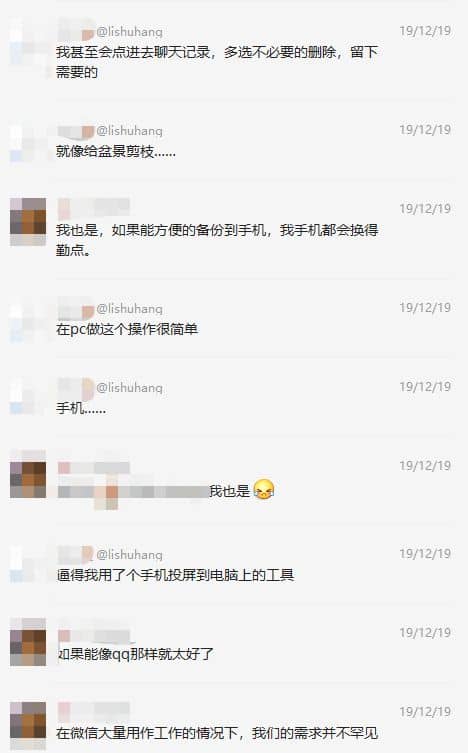 @lishuhang 19/12/19
我甚至会点进去聊天记录，多选不必要的删除，留下
需要的
@lishuhang 19/12/19
就像给盆景剪枝......
19/12/19
我也是，如果能方便的备份到手机，我手机都会换得
勤点。
@lishuhang 19/12/19
在pc做这个操作很简单
@lishuhang 19/12/19
手机......
19/12/19
我也是
@lishuhang 19/12/19
逼得我用了个手机投屏到电脑上的工具
19/12/19
如果能像qq那样就太好了
19/12/19
在微信大量用作工作的情况下，我们的需求并不罕见